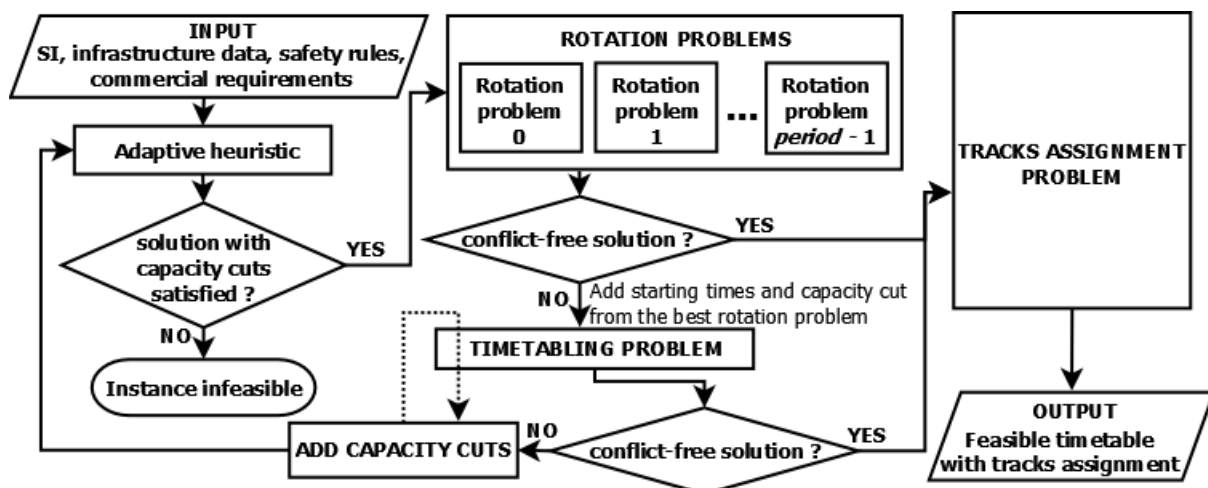 INPUT
SI, infrastructure data, safety rules,
commercial requirements
Adaptive heuristic
solution with
capacity cuts
satisfied ?
YES
NO
Instance infeasible
ROTATION PROBLEMS
Rotation
problem
0
Rotation
problem
1
...
Rotation
problem
period - 1
conflict-free solution ?
YES
NO
Add starting times and capacity cut
from the best rotation problem
TIMETABLING PROBLEM
conflict-free solution ?
YES
NO
ADD CAPACITY CUTS
TRACKS ASSIGNMENT
PROBLEM
OUTPUT
Feasible timetable
with tracks assignment